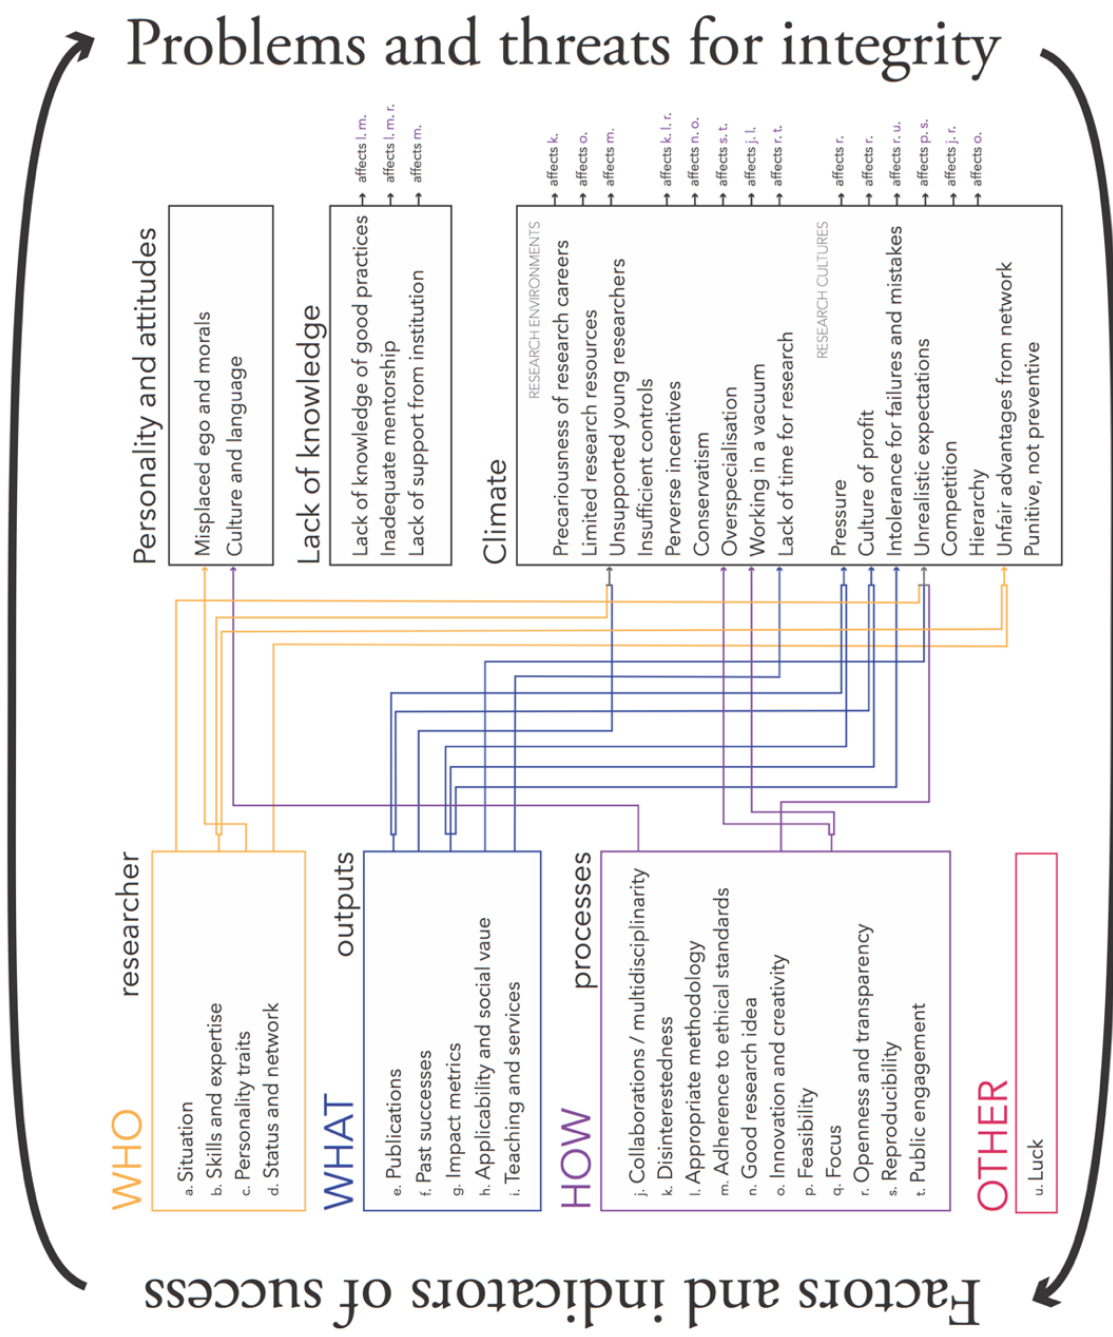 Problems and threats for integrity
Factors and indicators of success
WHO
researcher
a. Situation
b. Skills and expertise
c. Personality traits
d. Status and network
WHAT
outputs
e. Publications
f. Past successes
g. Impact metrics
h. Applicability and social vaue
i. Teaching and services
HOW
processes
j. Collaborations / multidisciplinarity
k. Disinterestedness
l. Appropriate methodology
m. Adherence to ethical standards
n. Good research idea
o. Innovation and creativity
p. Feasibility
q. Focus
r. Openness and transparency
s. Reproducibility
t. Public engagement
OTHER
u. Luck
Personality and attitudes
Misplaced ego and morals
Culture and language
Lack of knowledge
Lack of knowledge of good practices affects l. m.
Inadequate mentorship affects l. m. r.
Lack of support from institution affects m.
Climate
RESEARCH ENVIRONMENTS
Precariousness of research careers affects k.
Limited research resources affects o.
Unsupported young researchers affects m.
Insufficient controls
Perverse incentives affects k. l. r.
Conservatism affects n. o.
Overspecialisation affects s. t.
Working in a vacuum affects j. l.
Lack of time for research affects r. t.
RESEARCH CULTURES
Pressure affects r.
Culture of profit affects r.
Intolerance for failures and mistakes affects r. u.
Unrealistic expectations affects p. s.
Competition affects j. r.
Hierarchy affects o.
Unfair advantages from network
Punitive, not preventive